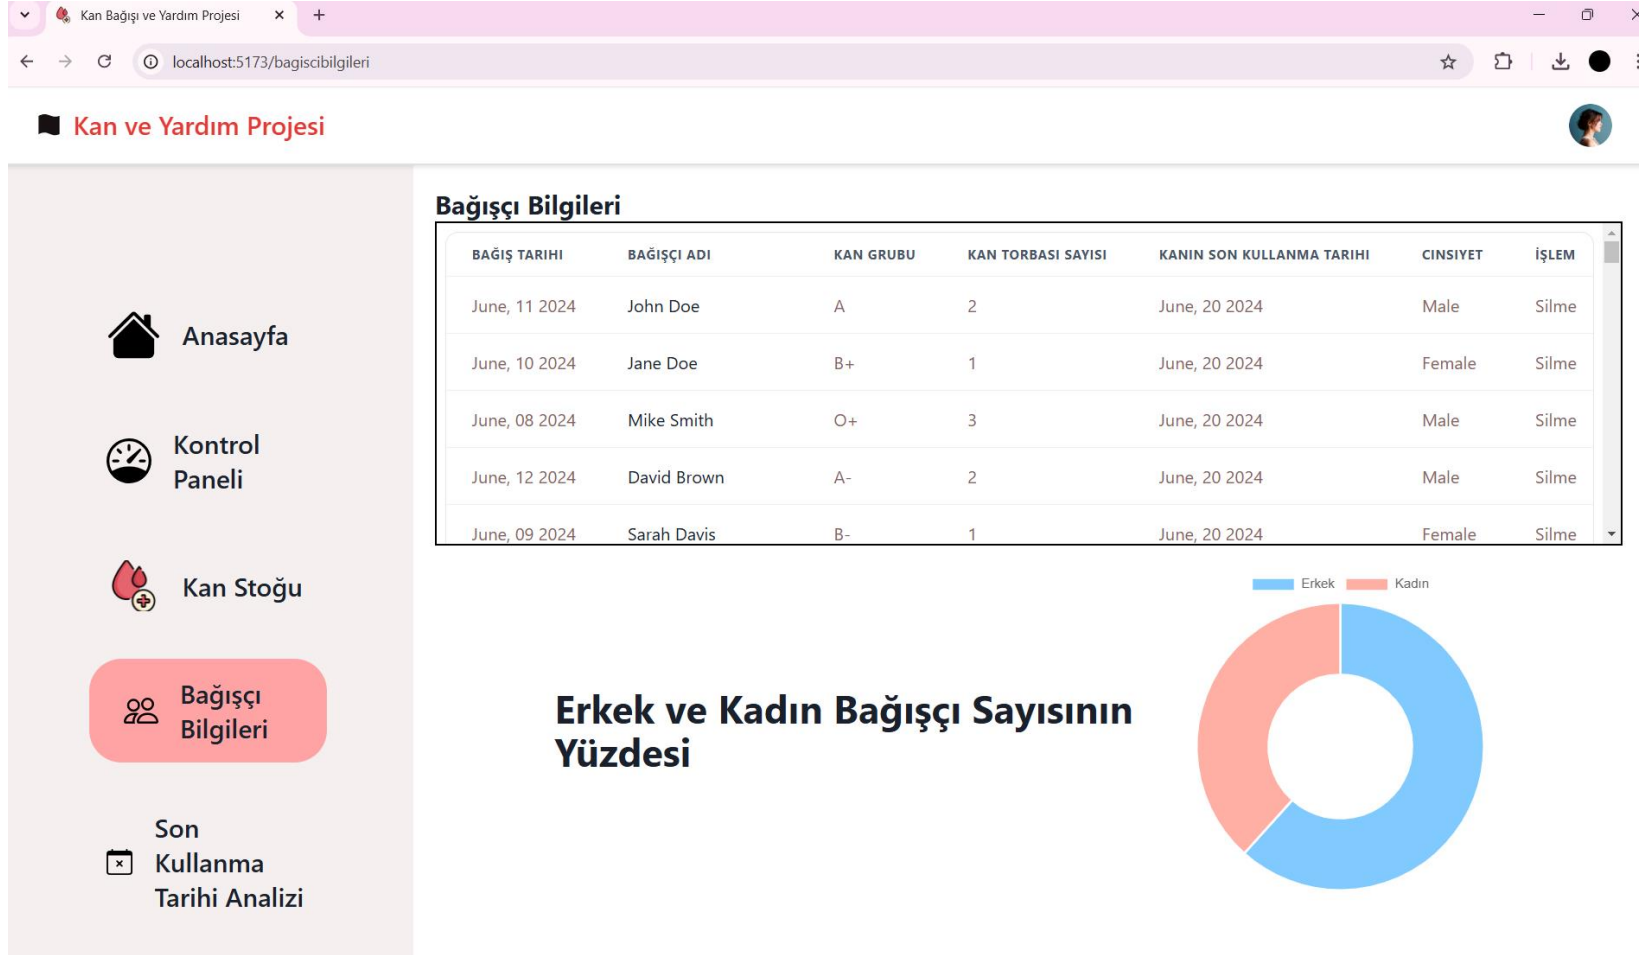 Kan Bağışı ve Yardım Projesi
localhost:5173/bagiscibilgileri
Kan ve Yardım Projesi
Anasayfa
Kontrol
Paneli
Kan Stoğu
Bağışçı
Bilgileri
Son
Kullanma
Tarihi Analizi
Bağışçı Bilgileri
BAĞIŞ TARIHI BAĞIŞÇI ADI KAN GRUBU KAN TORBASI SAYISI KANIN SON KULLANMA TARIHI CINSIYET İŞLEM
June, 11 2024 John Doe A 2 June, 20 2024 Male Silme
June, 10 2024 Jane Doe B+ 1 June, 20 2024 Female Silme
June, 08 2024 Mike Smith O+ 3 June, 20 2024 Male Silme
June, 12 2024 David Brown A- 2 June, 20 2024 Male Silme
June, 09 2024 Sarah Davis B- 1 June, 20 2024 Female Silme
Erkek Kadın
Erkek ve Kadın Bağışçı Sayısının
Yüzdesi